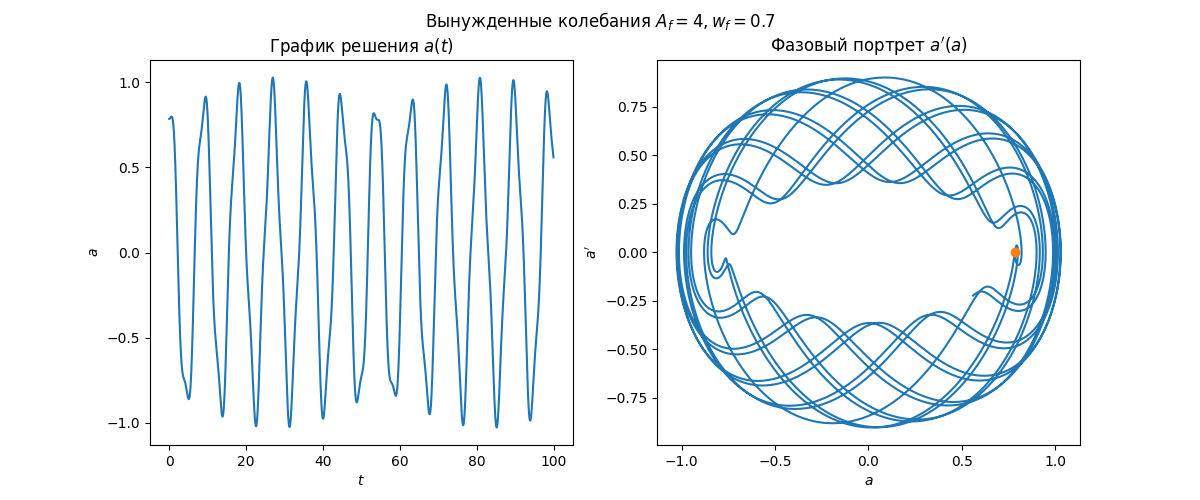 Вынужденные колебания A_f = 4, w_f = 0.7
График решения a(t)
1.0
0.5
0.0
−0.5
−1.0
a
0 20 40 60 80 100
t
Фазовый портрет a′(a)
0.75
0.50
0.25
0.00
−0.25
−0.50
−0.75
a′
−1.0 −0.5 0.0 0.5 1.0
a